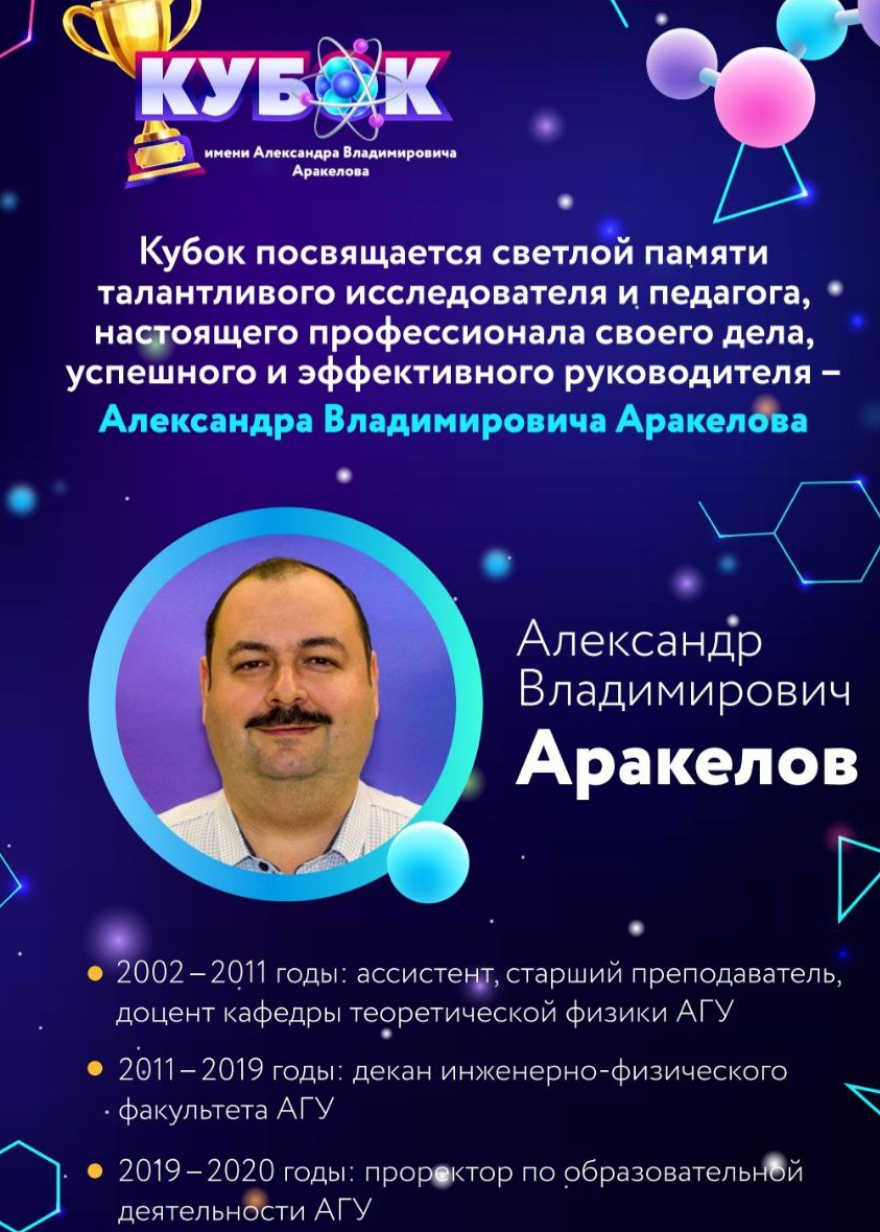 КУБОК
имени Александра Владимировича
Аракелова
Кубок посвящается светлой памяти
талантливого исследователя и педагога,
настоящего профессионала своего дела,
успешного и эффективного руководителя –
Александра Владимировича Аракелова
Александр
Владимирович
Аракелов
2002 – 2011 годы: ассистент, старший преподаватель,
доцент кафедры теоретической физики АГУ
2011 – 2019 годы: декан инженерно-физического
факультета АГУ
2019 – 2020 годы: проректор по образовательной
деятельности АГУ